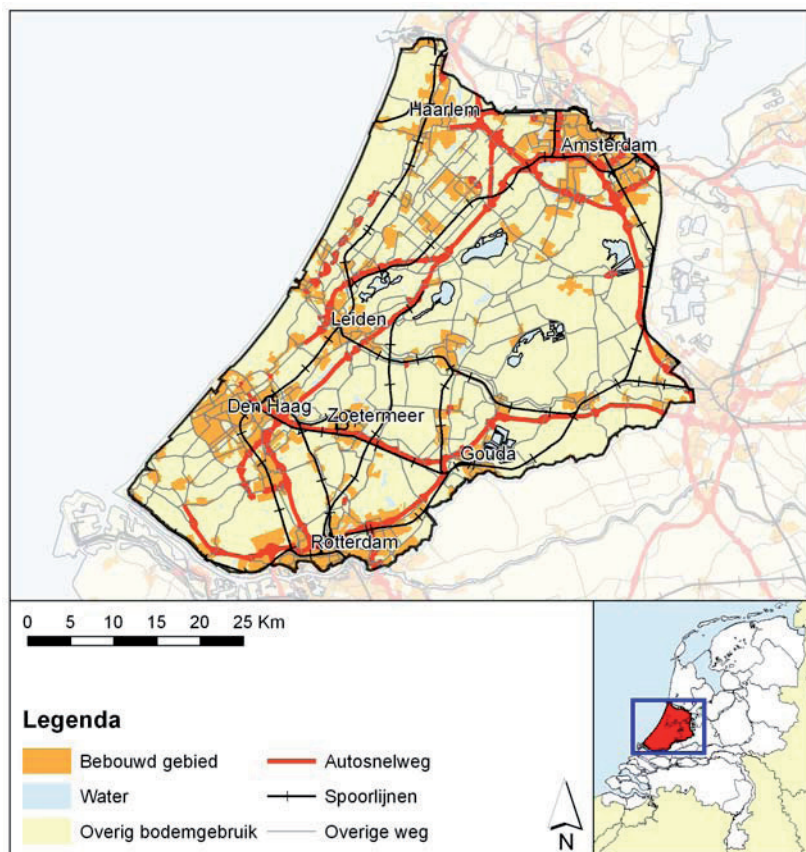 Haarlem
Amsterdam
Leiden
Den Haag
Zoetermeer
Gouda
Rotterdam
0 5 10 15 20 25 Km
Legenda
Bebouwd gebied
Autosnelweg
Water
Spoorlijnen
Overig bodemgebruik
Overige weg
N